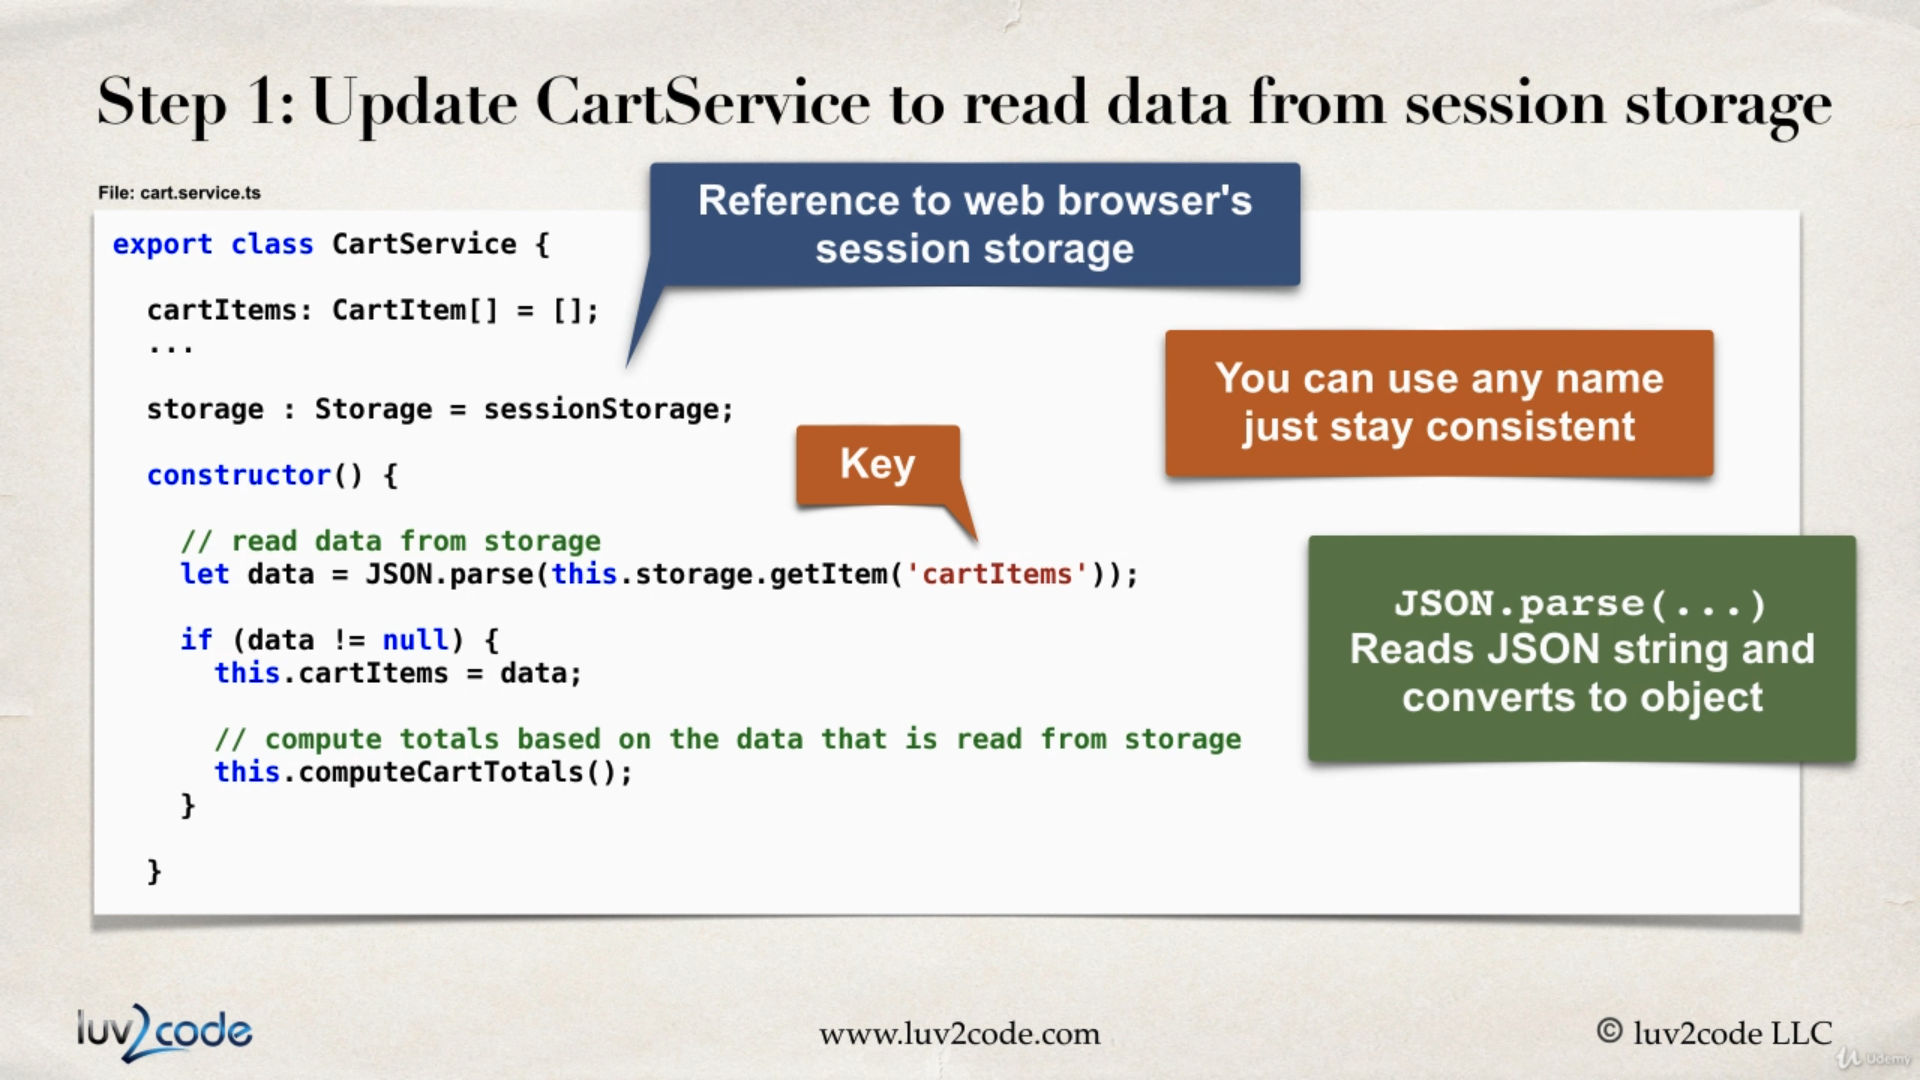 Step 1: Update CartService to read data from session storage
File: cart.service.ts
Reference to web browser's
session storage
export class CartService {
cartItems: CartItem[] = [];
...
You can use any name
just stay consistent
storage : Storage = sessionStorage;
Key
constructor() {
// read data from storage
let data = JSON.parse(this.storage.getItem('cartItems'));
JSON.parse(...)
Reads JSON string and
converts to object
if (data != null) {
this.cartItems = data;
// compute totals based on the data that is read from storage
this.computeCartTotals();
}
}
luv2code
www.luv2code.com
© luv2code LLC
Udemy